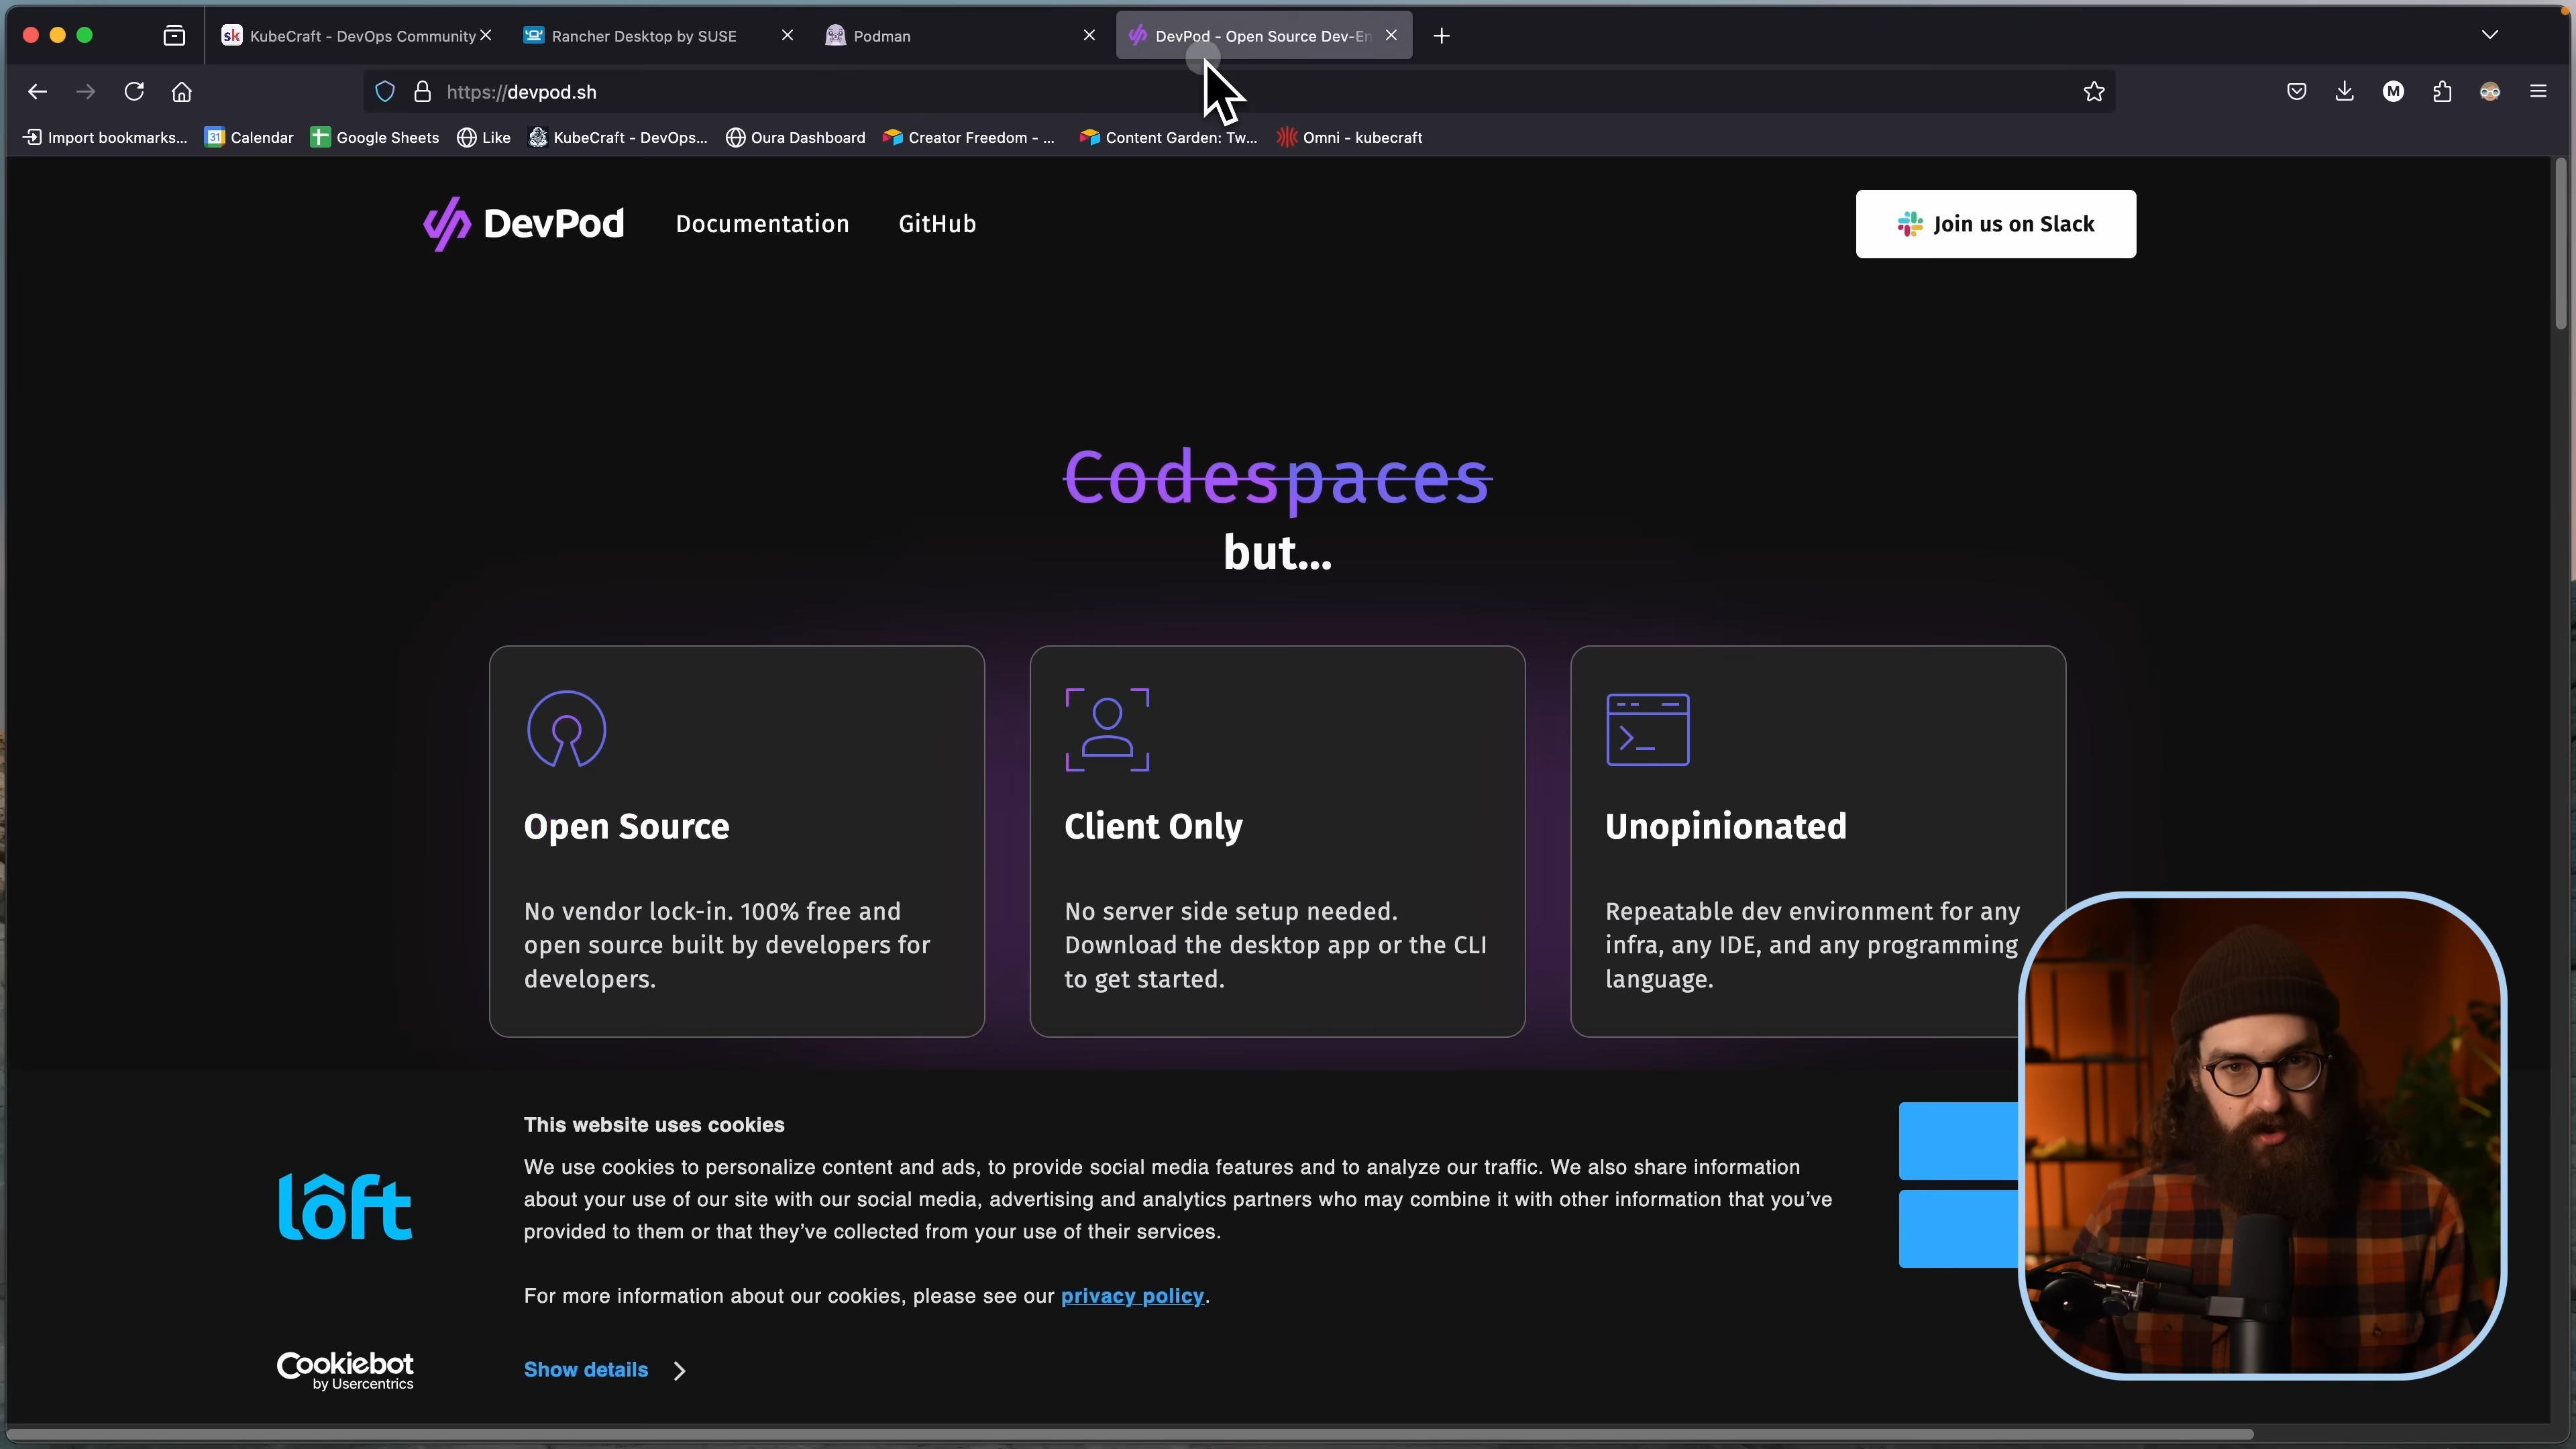 KubeCraft - DevOps Community
Rancher Desktop by SUSE
Podman
DevPod - Open Source Dev-En
https://devpod.sh
M
Import bookmarks...
31
Calendar
Google Sheets
Like
KubeCraft - DevOps...
Oura Dashboard
Creator Freedom - ...
Content Garden: Tw...
Omni - kubecraft
DevPod
Documentation
GitHub
Join us on Slack
Codespaces
but...
Open Source
No vendor lock-in. 100% free and
open source built by developers for
developers.
Client Only
No server side setup needed.
Download the desktop app or the CLI
to get started.
Unopinionated
Repeatable dev environment for any
infra, any IDE, and any programming
language.
lôft
Cookiebot
by Usercentrics
This website uses cookies
We use cookies to personalize content and ads, to provide social media features and to analyze our traffic. We also share information
about your use of our site with our social media, advertising and analytics partners who may combine it with other information that you've
provided to them or that they've collected from your use of their services.
For more information about our cookies, please see our privacy policy.
Show details